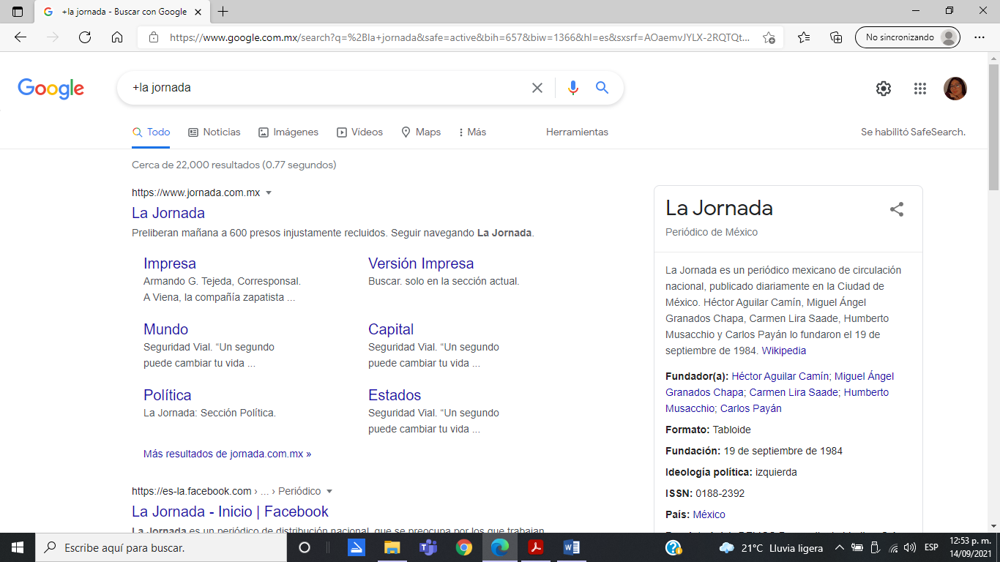 +la jornada - Buscar con Google
https://www.google.com.mx/search?q=%2Bla+jornada&safe=active&bih=657&biw=1366&hl=es&sxsrf=AOaemvJYLX-2RQTQt...
No sincronizando
Google
+la jornada
Todo
Noticias
Imágenes
Vídeos
Maps
Más
Herramientas
Se habilitó SafeSearch.
Cerca de 22,000 resultados (0.77 segundos)
https://www.jornada.com.mx
La Jornada
Preliberan mañana a 600 presos injustamente recluidos. Seguir navegando La Jornada.
Impresa
Armando G. Tejeda, Corresponsal.
A Viena, la compañía zapatista ...
Versión Impresa
Buscar. solo en la sección actual.
Mundo
Seguridad Vial. “Un segundo
puede cambiar tu vida ...
Capital
Seguridad Vial. “Un segundo
puede cambiar tu vida ...
Política
La Jornada: Sección Política.
Estados
Seguridad Vial. “Un segundo
puede cambiar tu vida ...
Más resultados de jornada.com.mx »
https://es-la.facebook.com › ... › Periódico
La Jornada - Inicio | Facebook
La Jornada es un periódico de distribución nacional, que se preocupa por los que trabajan
La Jornada
Periódico de México
La Jornada es un periódico mexicano de circulación
nacional, publicado diariamente en la Ciudad de
México. Héctor Aguilar Camín, Miguel Ángel
Granados Chapa, Carmen Lira Saade, Humberto
Musacchio y Carlos Payán lo fundaron el 19 de
septiembre de 1984. Wikipedia
Fundador(a): Héctor Aguilar Camín; Miguel Ángel
Granados Chapa; Carmen Lira Saade; Humberto
Musacchio; Carlos Payán
Formato: Tabloide
Fundación: 19 de septiembre de 1984
Ideología política: izquierda
ISSN: 0188-2392
País: México
Escribe aquí para buscar.
21°C Lluvia ligera
ESP
12:53 p. m.
14/09/2021